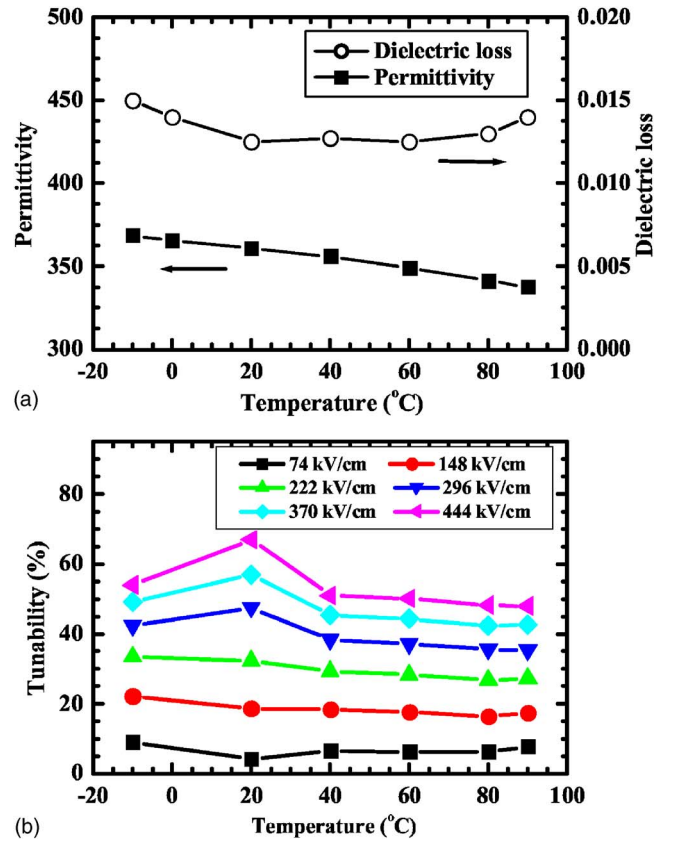 500
0.020
Dielectric loss
Permittivity
450
0.015
400
0.010
350
0.005
300
0.000
Permittivity
Dielectric loss
-20 0 20 40 60 80 100
(a)
Temperature (°C)
74 kV/cm 148 kV/cm
222 kV/cm 296 kV/cm
370 kV/cm 444 kV/cm
80
60
40
20
0
Tunability (%)
-20 0 20 40 60 80 100
(b)
Temperature (°C)